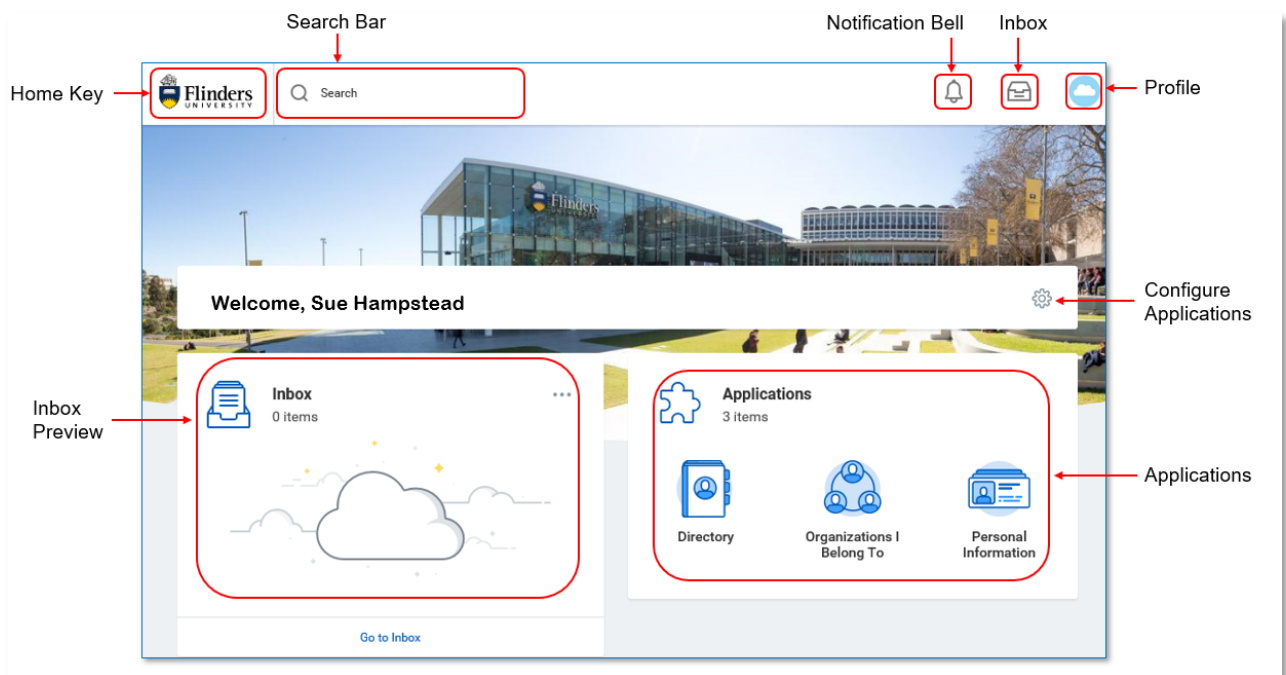 Search Bar
Notification Bell
Inbox
Home Key
Flinders
UNIVERSITY
Search
Profile
Flinders
Welcome, Sue Hampstead
Configure
Applications
Inbox
0 items
Applications
3 items
Inbox
Preview
Applications
Directory
Organizations I
Belong To
Personal
Information
Go to Inbox